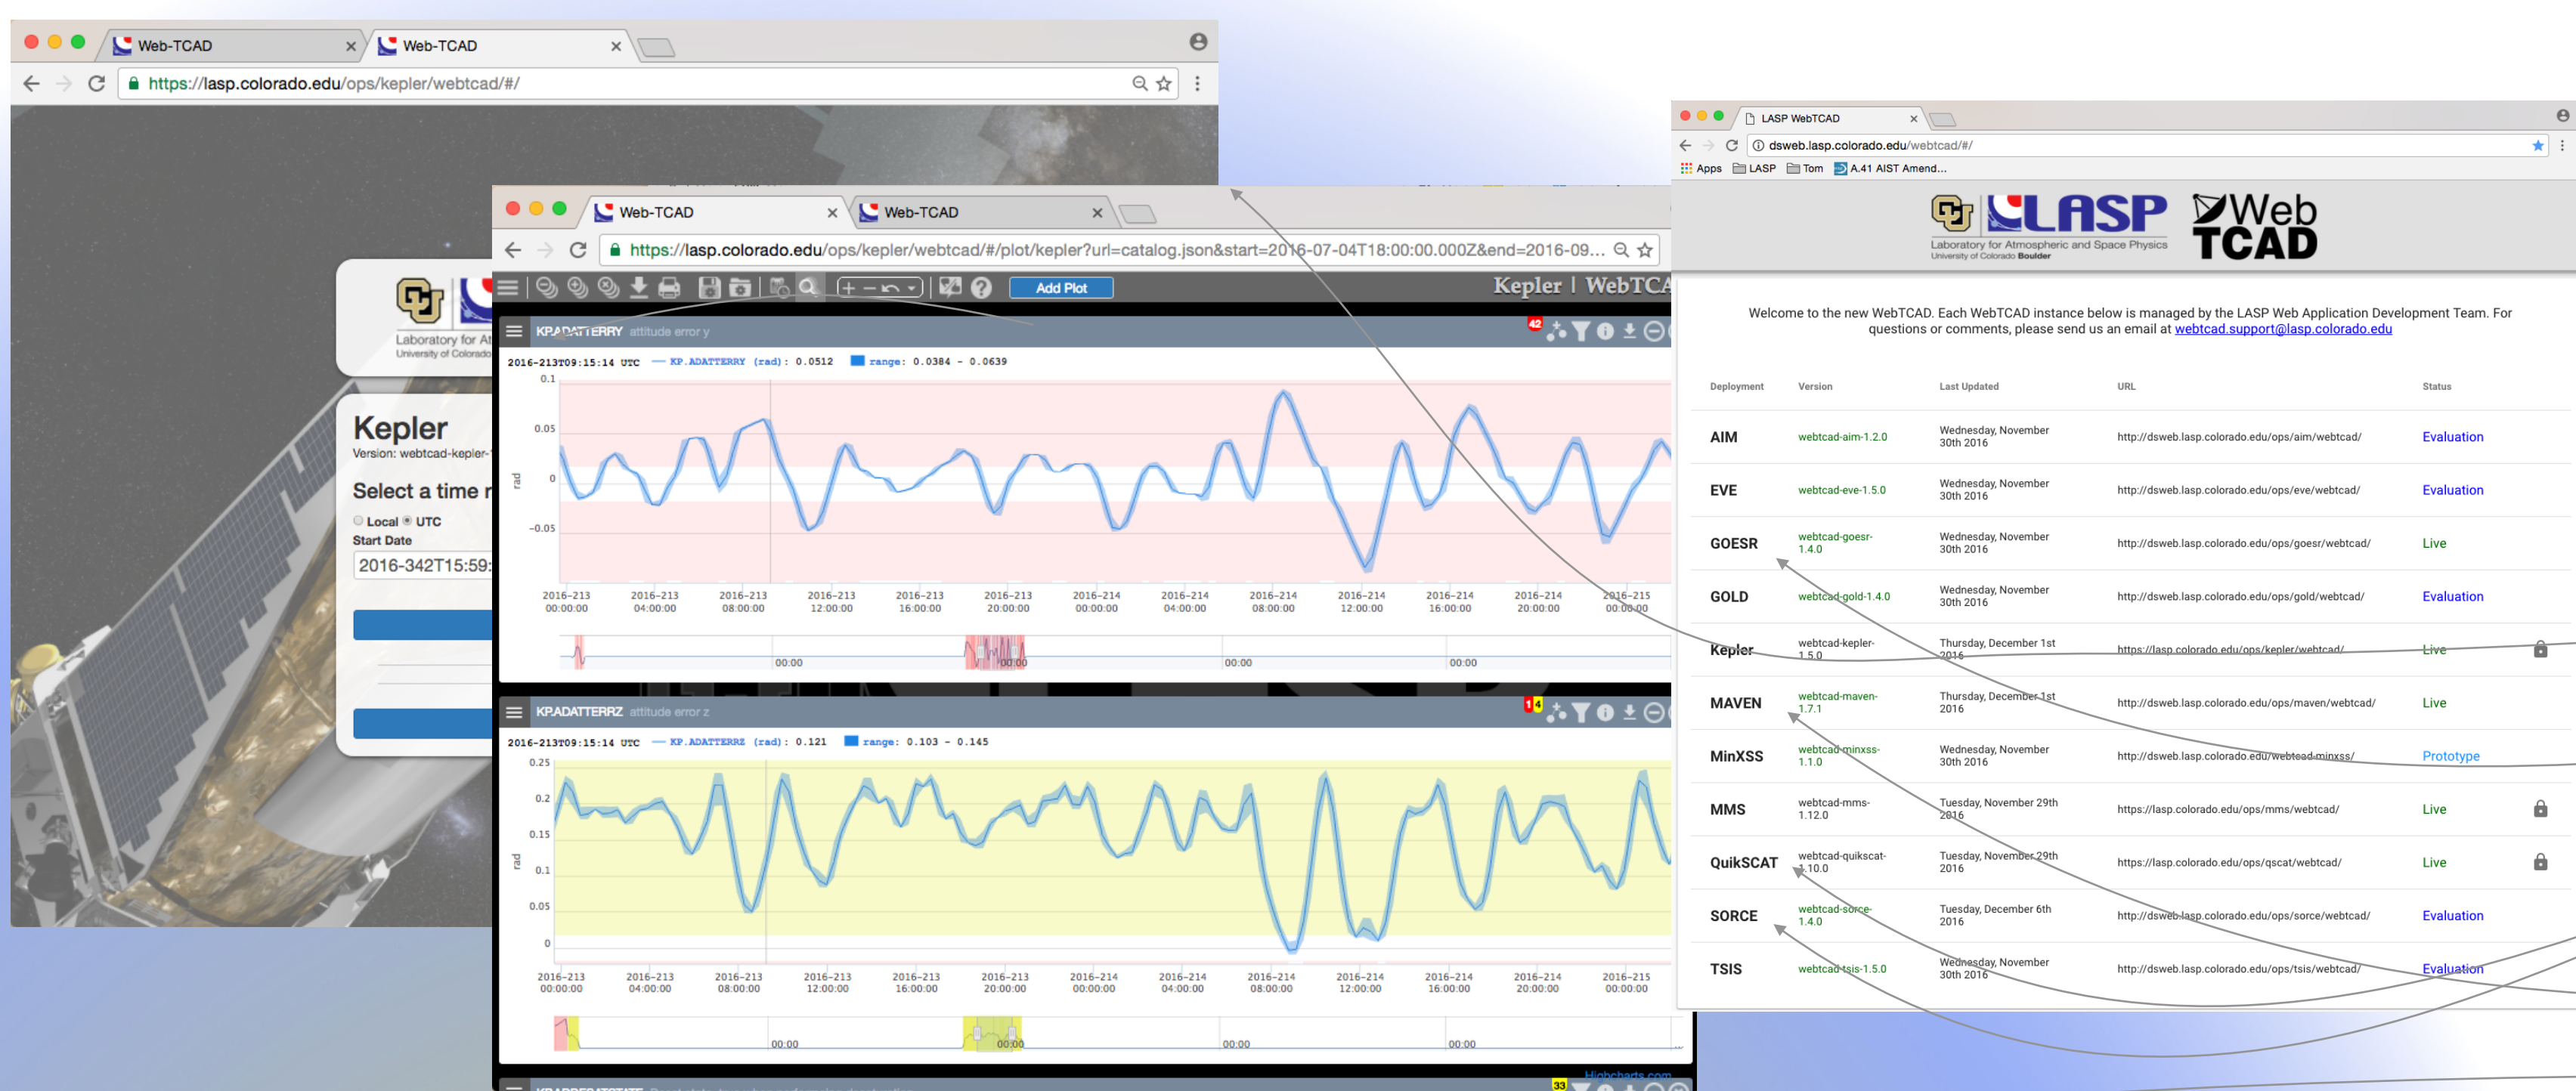 Web-TCAD
Web-TCAD
https://lasp.colorado.edu/ops/kepler/webtcad/#/
CU
Laboratory for At
University of Colorado
Kepler
Version: webtcad-kepler-
Select a time r
Local UTC
Start Date
2016-342T15:59:
Web-TCAD
Web-TCAD
https://lasp.colorado.edu/ops/kepler/webtcad/#/plot/kepler?url=catalog.json&start=2016-07-04T18:00:00.000Z&end=2016-09...
Add Plot
Kepler | WebTCA
KP.ADATTERRY attitude error y
42
2016-213T09:15:14 UTC KP.ADATTERRY (rad): 0.0512 range: 0.0384 - 0.0639
0.1
0.05
0
-0.05
rad
2016-213 2016-213 2016-213 2016-213 2016-213 2016-213 2016-214 2016-214 2016-214 2016-214 2016-214 2016-214 2016-215
00:00:00 04:00:00 08:00:00 12:00:00 16:00:00 20:00:00 00:00:00 04:00:00 08:00:00 12:00:00 16:00:00 20:00:00 00:00:00
00:00 00:00 00:00 00:00
KP.ADATTERRZ attitude error z
1 4
2016-213T09:15:14 UTC KP.ADATTERRZ (rad): 0.121 range: 0.103 - 0.145
0.25
0.2
0.15
0.1
0.05
0
rad
2016-213 2016-213 2016-213 2016-213 2016-213 2016-213 2016-214 2016-214 2016-214 2016-214 2016-214 2016-214 2016-215
00:00:00 04:00:00 08:00:00 12:00:00 16:00:00 20:00:00 00:00:00 04:00:00 08:00:00 12:00:00 16:00:00 20:00:00 00:00:00
00:00 00:00 00:00 00:00
Highcharts.com
33
LASP WebTCAD
dsweb.lasp.colorado.edu/webtcad/#/
Apps LASP Tom A.41 AIST Amend...
CU LASP
Laboratory for Atmospheric and Space Physics
University of Colorado Boulder
Web
TCAD
Welcome to the new WebTCAD. Each WebTCAD instance below is managed by the LASP Web Application Development Team. For
questions or comments, please send us an email at webtcad.support@lasp.colorado.edu
Deployment Version Last Updated URL Status
AIM webtcad-aim-1.2.0 Wednesday, November 30th 2016 http://dsweb.lasp.colorado.edu/ops/aim/webtcad/ Evaluation
EVE webtcad-eve-1.5.0 Wednesday, November 30th 2016 http://dsweb.lasp.colorado.edu/ops/eve/webtcad/ Evaluation
GOESR webtcad-goesr-1.4.0 Wednesday, November 30th 2016 http://dsweb.lasp.colorado.edu/ops/goesr/webtcad/ Live
GOLD webtcad-gold-1.4.0 Wednesday, November 30th 2016 http://dsweb.lasp.colorado.edu/ops/gold/webtcad/ Evaluation
Kepler webtcad-kepler-1.5.0 Thursday, December 1st 2016 https://lasp.colorado.edu/ops/kepler/webtcad/ Live
MAVEN webtcad-maven-1.7.1 Thursday, December 1st 2016 http://dsweb.lasp.colorado.edu/ops/maven/webtcad/ Live
MinXSS webtcad-minxss-1.1.0 Wednesday, November 30th 2016 http://dsweb.lasp.colorado.edu/webtcad-minxss/ Prototype
MMS webtcad-mms-1.12.0 Tuesday, November 29th 2016 https://lasp.colorado.edu/ops/mms/webtcad/ Live
QuikSCAT webtcad-quikscat-1.10.0 Tuesday, November 29th 2016 https://lasp.colorado.edu/ops/qscat/webtcad/ Live
SORCE webtcad-sorce-1.4.0 Tuesday, December 6th 2016 http://dsweb.lasp.colorado.edu/ops/sorce/webtcad/ Evaluation
TSIS webtcad-tsis-1.5.0 Wednesday, November 30th 2016 http://dsweb.lasp.colorado.edu/ops/tsis/webtcad/ Evaluation